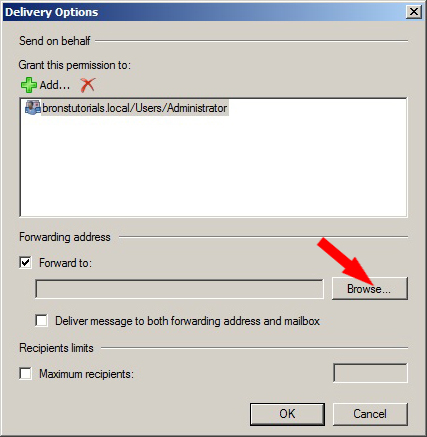 Delivery Options
Send on behalf
Grant this permission to:
Add...
bronstutorials.local/Users/Administrator
Forwarding address
Forward to:
Browse...
Deliver message to both forwarding address and mailbox
Recipients limits
Maximum recipients:
OK Cancel